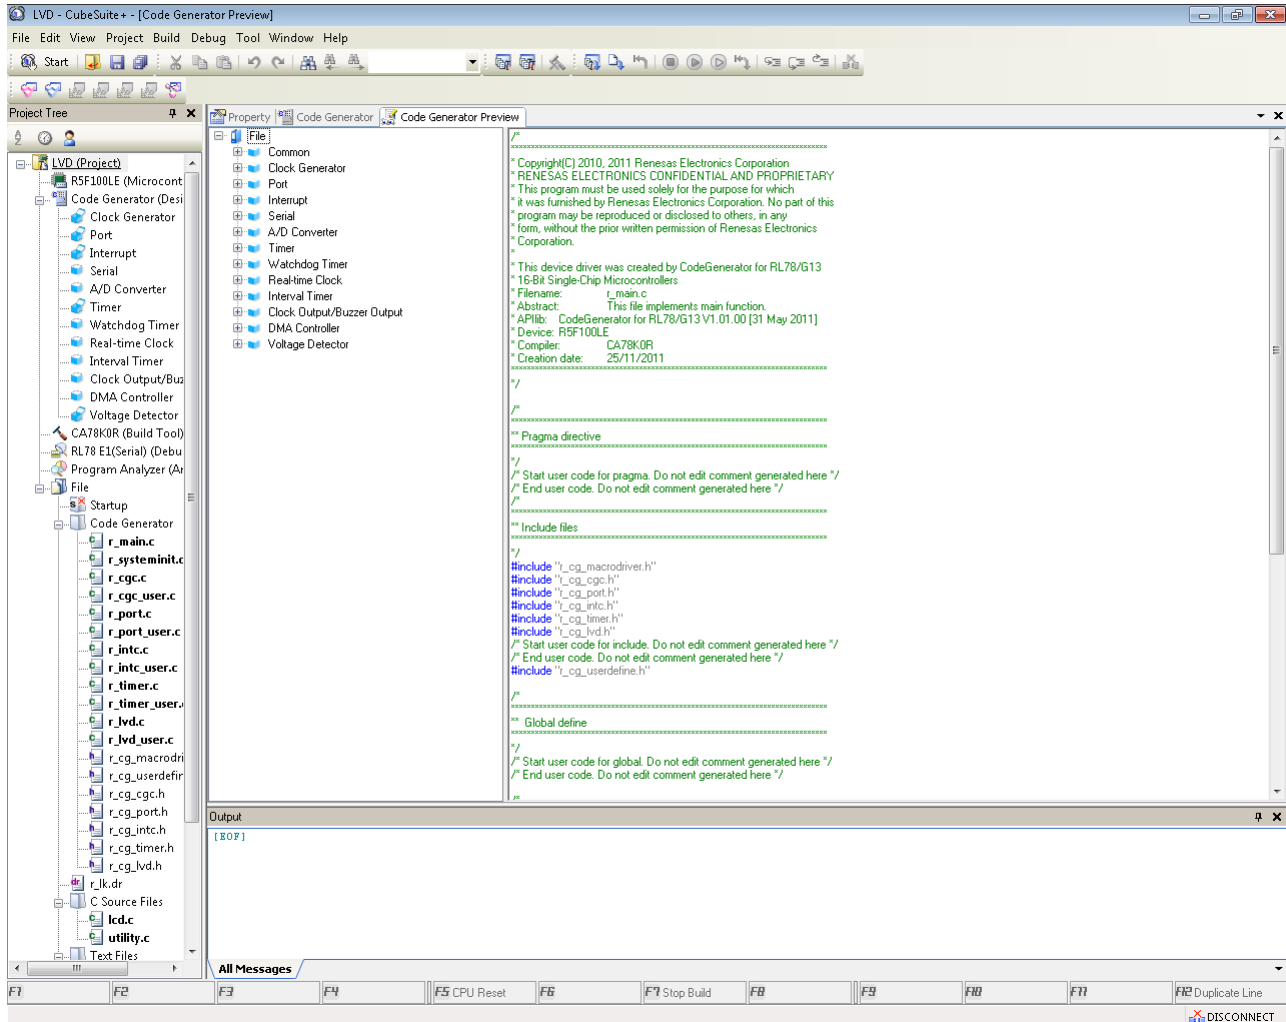 LVD - CubeSuite+ - [Code Generator Preview]
File Edit View Project Build Debug Tool Window Help
Start
Project Tree
Property
Code Generator
Code Generator Preview
LVD (Project)
R5F100LE (Microcont
Code Generator (Desi
Clock Generator
Port
Interrupt
Serial
A/D Converter
Timer
Watchdog Timer
Real-time Clock
Interval Timer
Clock Output/Buz
DMA Controller
Voltage Detector
CA78K0R (Build Tool)
RL78 E1(Serial) (Debu
Program Analyzer (Ar
File
Startup
Code Generator
r_main.c
r_systeminit.c
r_cgc.c
r_cgc_user.c
r_port.c
r_port_user.c
r_intc.c
r_intc_user.c
r_timer.c
r_timer_user.
r_lvd.c
r_lvd_user.c
r_cg_macrodri
r_cg_userdefin
r_cg_cgc.h
r_cg_port.h
r_cg_intc.h
r_cg_timer.h
r_cg_lvd.h
r_lk.dr
C Source Files
lcd.c
utility.c
Text Files
File
Common
Clock Generator
Port
Interrupt
Serial
A/D Converter
Timer
Watchdog Timer
Real-time Clock
Interval Timer
Clock Output/Buzzer Output
DMA Controller
Voltage Detector
/*
* Copyright(C) 2010, 2011 Renesas Electronics Corporation
* RENESAS ELECTRONICS CONFIDENTIAL AND PROPRIETARY
* This program must be used solely for the purpose for which
* it was furnished by Renesas Electronics Corporation. No part of this
* program may be reproduced or disclosed to others, in any
* form, without the prior written permission of Renesas Electronics
* Corporation.
*
* This device driver was created by CodeGenerator for RL78/G13
* 16-Bit Single-Chip Microcontrollers
* Filename: r_main.c
* Abstract: This file implements main function.
* APIlib: CodeGenerator for RL78/G13 V1.01.00 [31 May 2011]
* Device: R5F100LE
* Compiler: CA78K0R
* Creation date: 25/11/2011
*/
/*
** Pragma directive
*/
/* Start user code for pragma. Do not edit comment generated here */
/* End user code. Do not edit comment generated here */
/*
** Include files
*/
#include "r_cg_macrodriver.h"
#include "r_cg_cgc.h"
#include "r_cg_port.h"
#include "r_cg_intc.h"
#include "r_cg_timer.h"
#include "r_cg_lvd.h"
/* Start user code for include. Do not edit comment generated here */
/* End user code. Do not edit comment generated here */
#include "r_cg_userdefine.h"
/*
** Global define
*/
/* Start user code for global. Do not edit comment generated here */
/* End user code. Do not edit comment generated here */
/*
Output
[EOF]
All Messages
F1
F2
F3
F4
F5 CPU Reset
F6
F7 Stop Build
F8
F9
F10
F11
F12 Duplicate Line
DISCONNECT